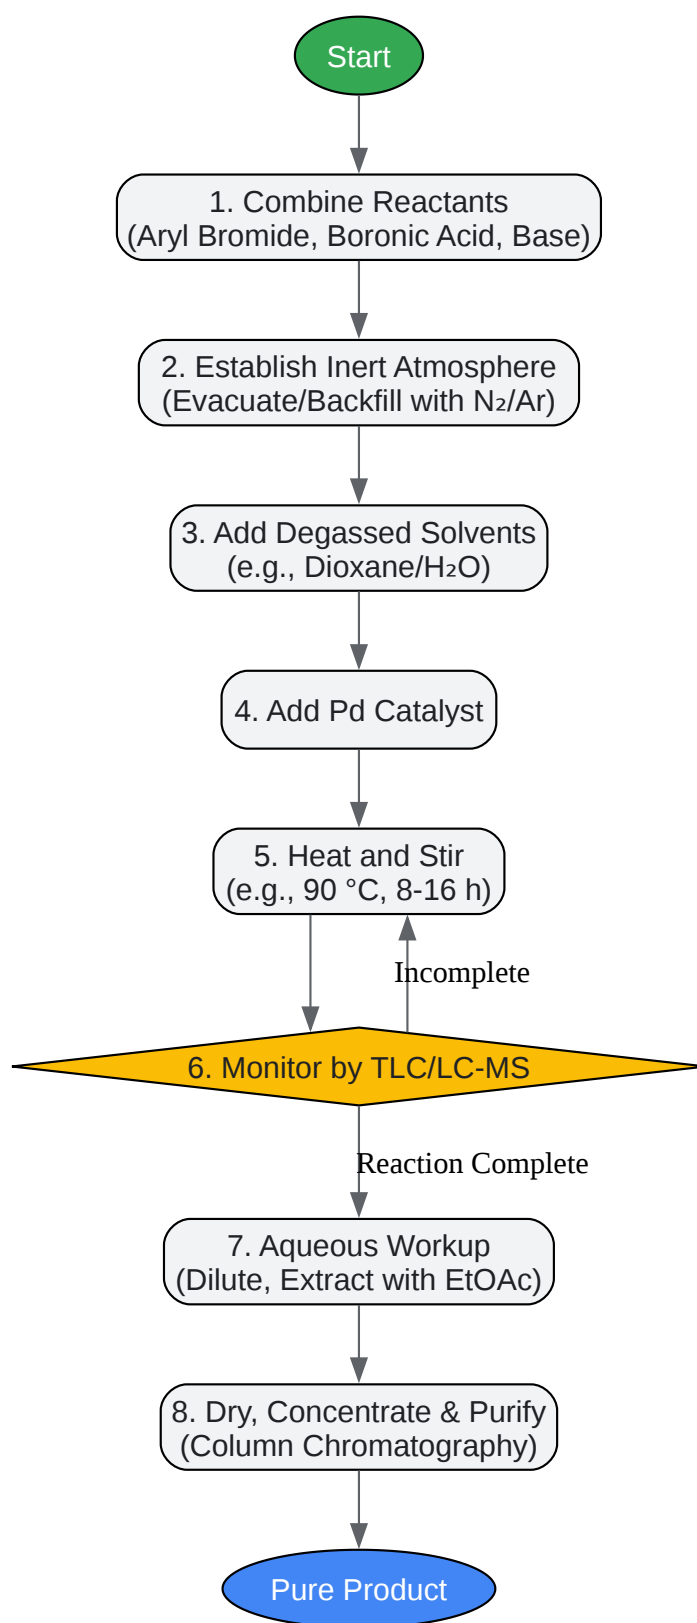 Start
1. Combine Reactants
(Aryl Bromide, Boronic Acid, Base)
2. Establish Inert Atmosphere
(Evacuate/Backfill with N₂/Ar)
3. Add Degassed Solvents
(e.g., Dioxane/H₂O)
4. Add Pd Catalyst
5. Heat and Stir
(e.g., 90 °C, 8-16 h)
Incomplete
6. Monitor by TLC/LC-MS
Reaction Complete
7. Aqueous Workup
(Dilute, Extract with EtOAc)
8. Dry, Concentrate & Purify
(Column Chromatography)
Pure Product